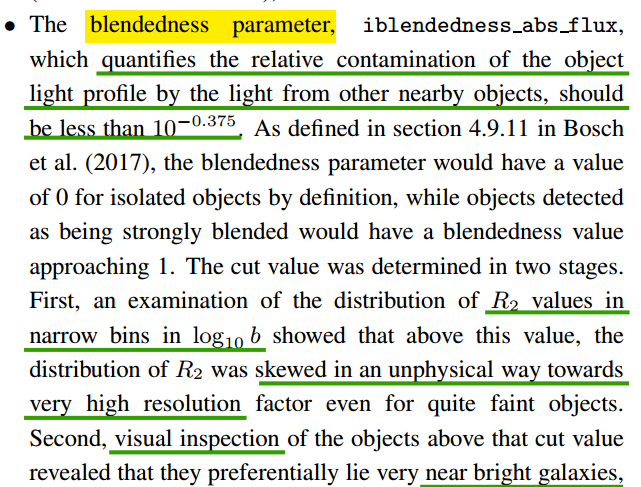 • The blendedness parameter, iblendedness_abs_flux,
which quantifies the relative contamination of the object
light profile by the light from other nearby objects, should
be less than 10^−0.375. As defined in section 4.9.11 in Bosch
et al. (2017), the blendedness parameter would have a value
of 0 for isolated objects by definition, while objects detected
as being strongly blended would have a blendedness value
approaching 1. The cut value was determined in two stages.
First, an examination of the distribution of R₂ values in
narrow bins in log₁₀ b showed that above this value, the
distribution of R₂ was skewed in an unphysical way towards
very high resolution factor even for quite faint objects.
Second, visual inspection of the objects above that cut value
revealed that they preferentially lie very near bright galaxies,